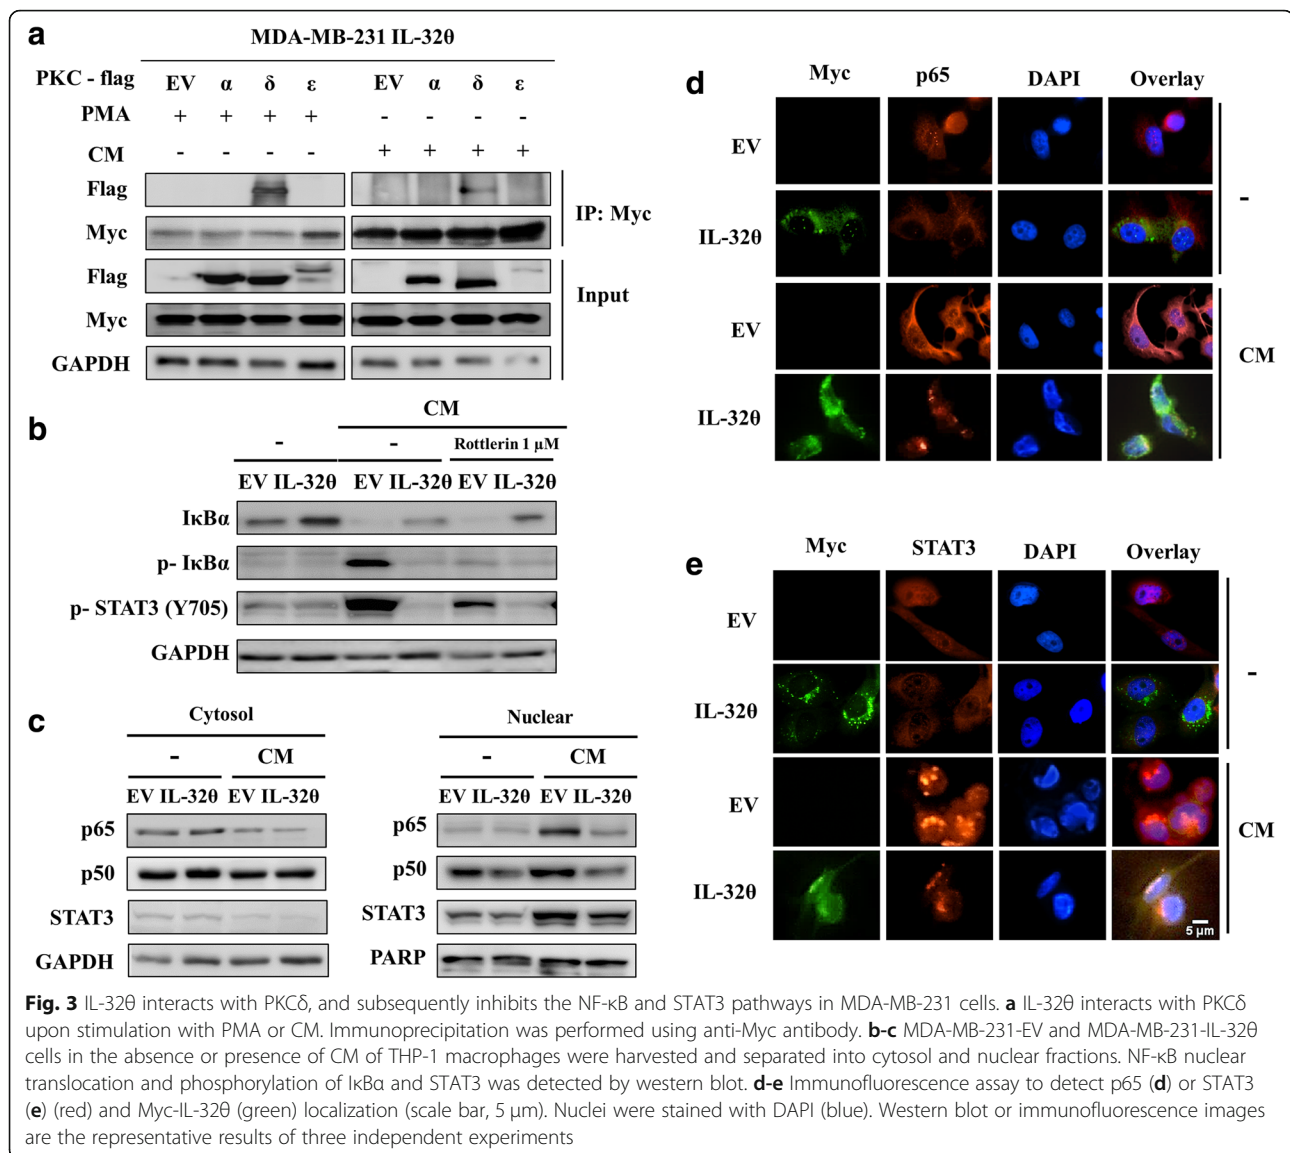 a
MDA-MB-231 IL-32θ
PKC - flag EV α δ ε EV α δ ε
PMA + + + + - - - -
CM - - - - + + + +
Flag
Myc
IP: Myc
Flag
Myc
GAPDH
Input
b
CM
- - Rottlerin 1 μM
EV IL-32θ EV IL-32θ EV IL-32θ
IκBα
p- IκBα
p- STAT3 (Y705)
GAPDH
c
Cytosol
- CM
EV IL-32θ EV IL-32θ
p65
p50
STAT3
GAPDH
Nuclear
- CM
EV IL-32θ EV IL-32θ
p65
p50
STAT3
PARP
d
Myc p65 DAPI Overlay
EV
IL-32θ
-
EV
IL-32θ
CM
e
Myc STAT3 DAPI Overlay
EV
IL-32θ
-
EV
IL-32θ
CM
5 μm
Fig. 3 IL-32θ interacts with PKCδ, and subsequently inhibits the NF-κB and STAT3 pathways in MDA-MB-231 cells. a IL-32θ interacts with PKCδ
upon stimulation with PMA or CM. Immunoprecipitation was performed using anti-Myc antibody. b-c MDA-MB-231-EV and MDA-MB-231-IL-32θ
cells in the absence or presence of CM of THP-1 macrophages were harvested and separated into cytosol and nuclear fractions. NF-κB nuclear
translocation and phosphorylation of IκBα and STAT3 was detected by western blot. d-e Immunofluorescence assay to detect p65 (d) or STAT3
(e) (red) and Myc-IL-32θ (green) localization (scale bar, 5 μm). Nuclei were stained with DAPI (blue). Western blot or immunofluorescence images
are the representative results of three independent experiments